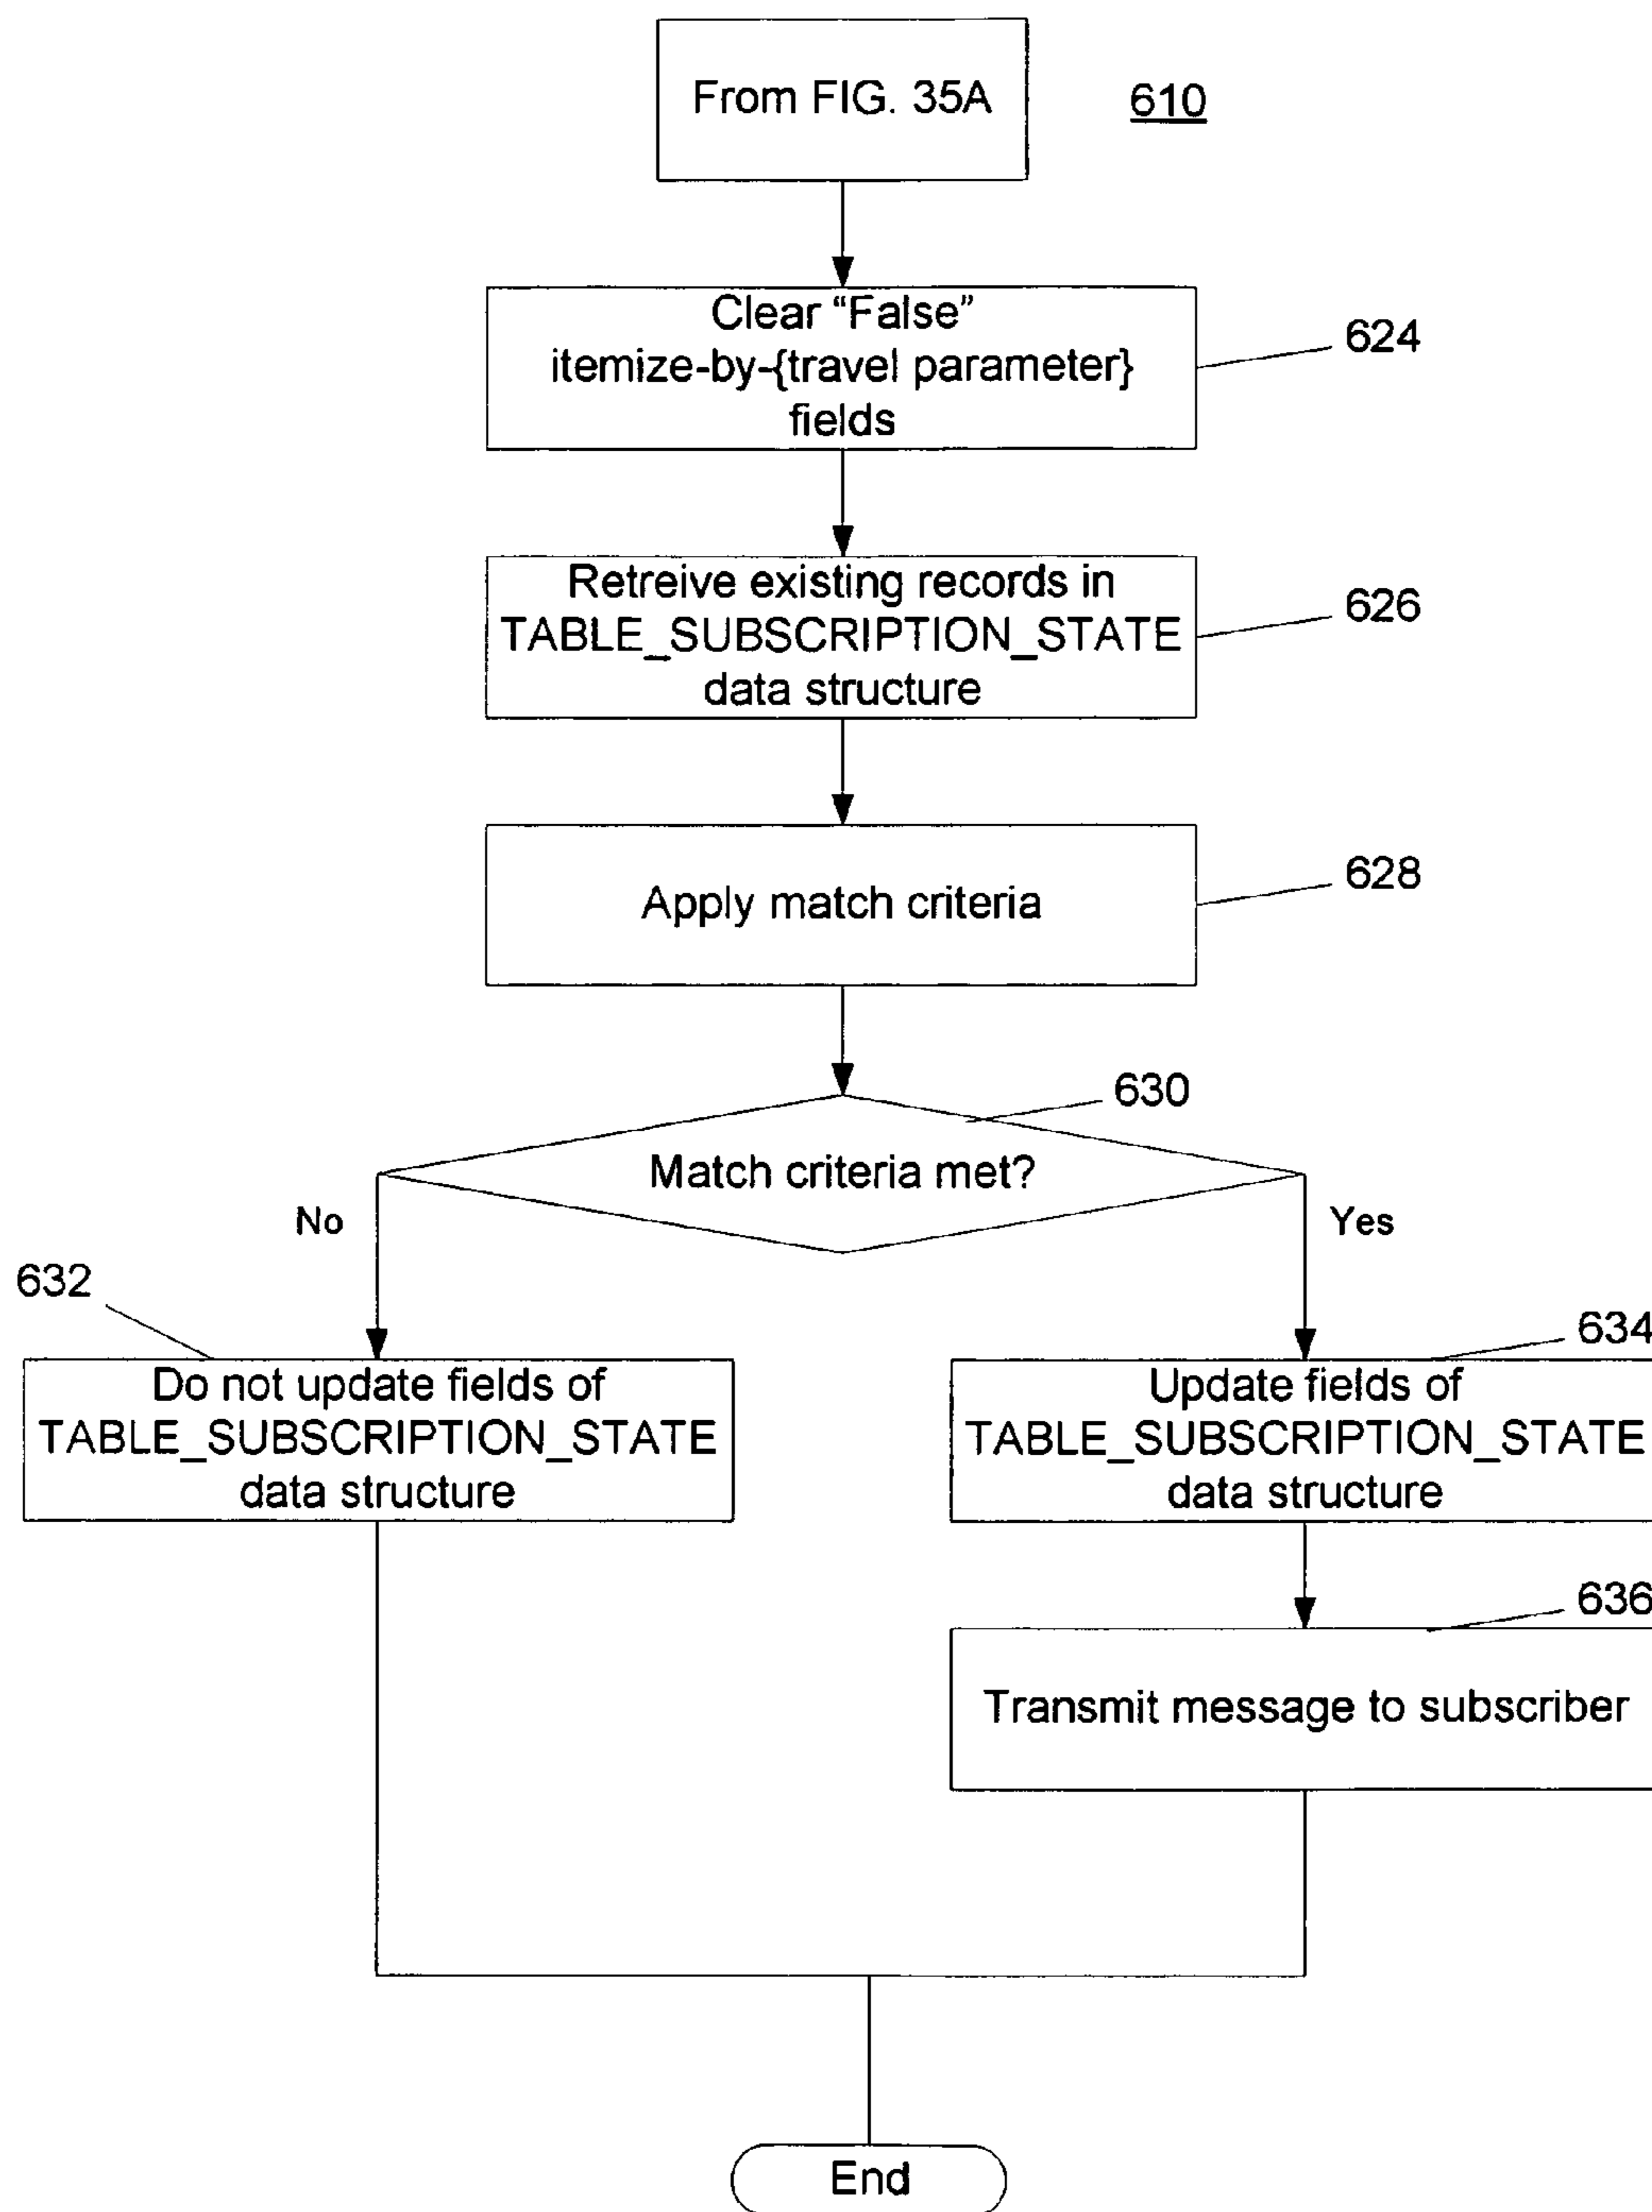 From FIG. 35A
610
Clear “False”
itemize-by-{travel parameter}
fields
624
Retreive existing records in
TABLE_SUBSCRIPTION_STATE
data structure
626
Apply match criteria
628
630
Match criteria met?
No
Yes
632
634
Do not update fields of
TABLE_SUBSCRIPTION_STATE
data structure
Update fields of
TABLE_SUBSCRIPTION_STATE
data structure
636
Transmit message to subscriber
End